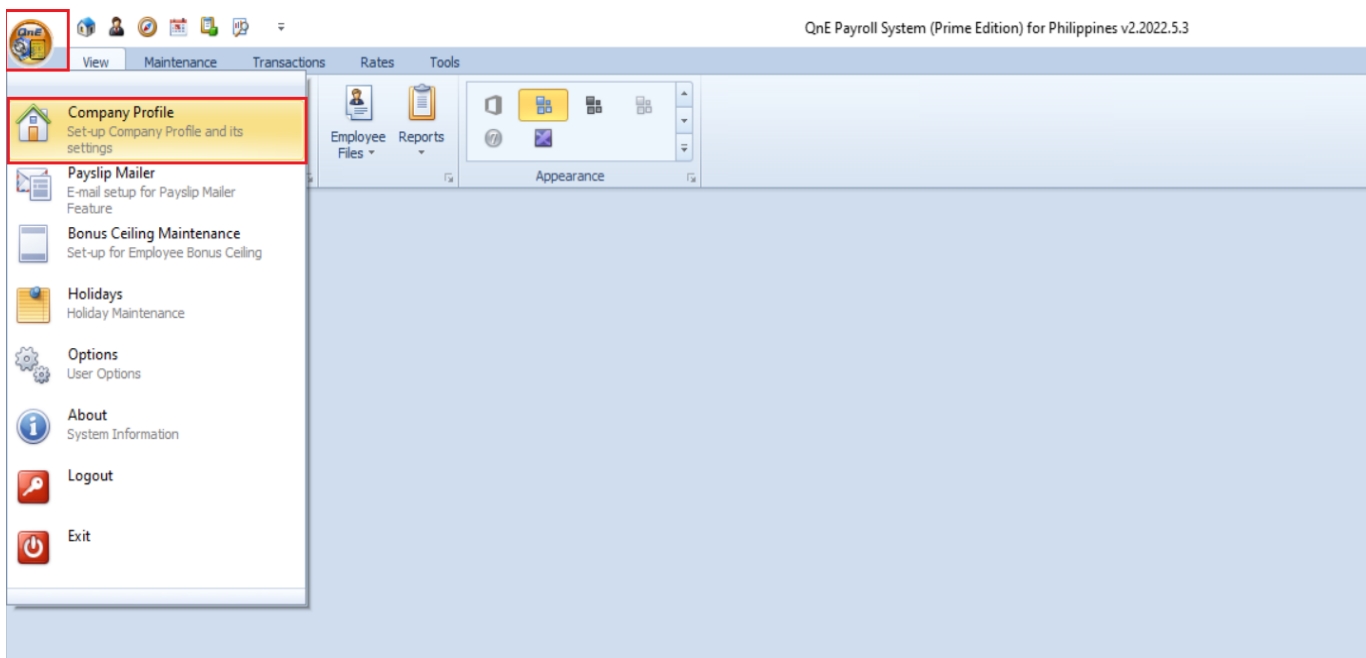 QnE
QnE Payroll System (Prime Edition) for Philippines v2.2022.5.3
View Maintenance Transactions Rates Tools
Company Profile
Set-up Company Profile and its
settings
Payslip Mailer
E-mail setup for Payslip Mailer
Feature
Bonus Ceiling Maintenance
Set-up for Employee Bonus Ceiling
Holidays
Holiday Maintenance
Options
User Options
About
System Information
Logout
Exit
Employee
Files
Reports
Appearance